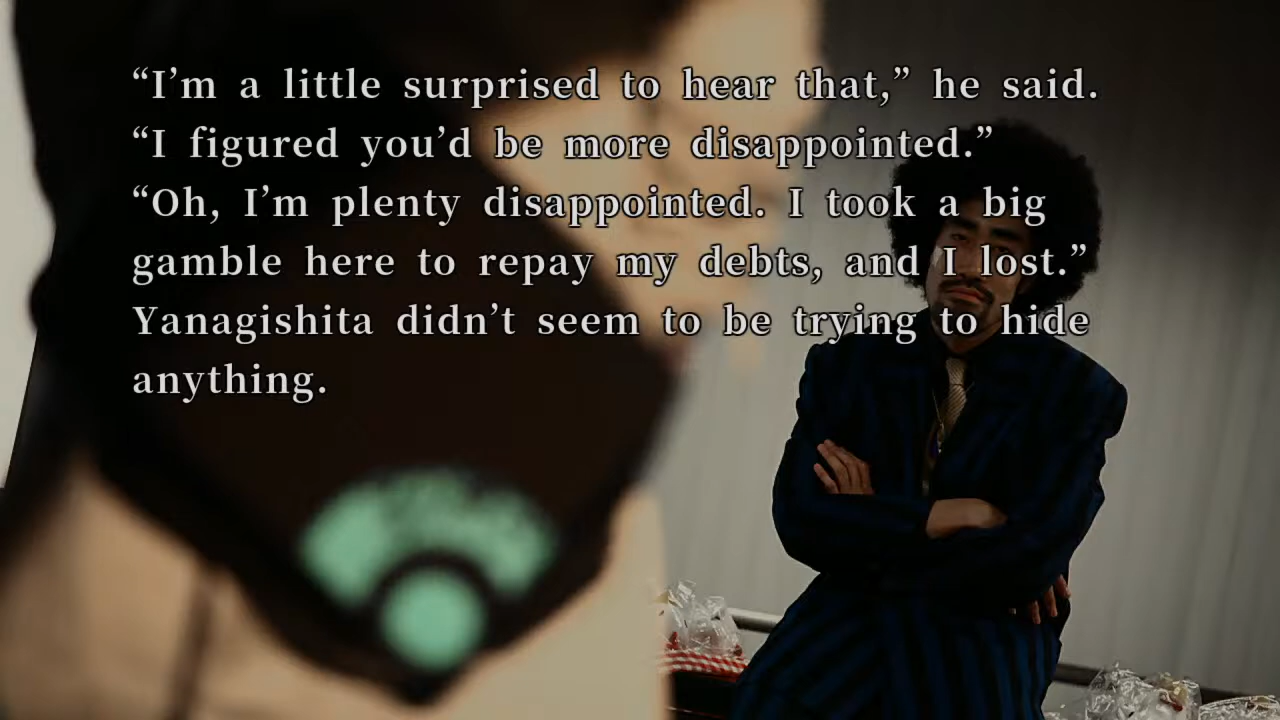 “I’m a little surprised to hear that,” he said.
“I figured you’d be more disappointed.”
“Oh, I’m plenty disappointed. I took a big
gamble here to repay my debts, and I lost.”
Yanagishita didn’t seem to be trying to hide
anything.